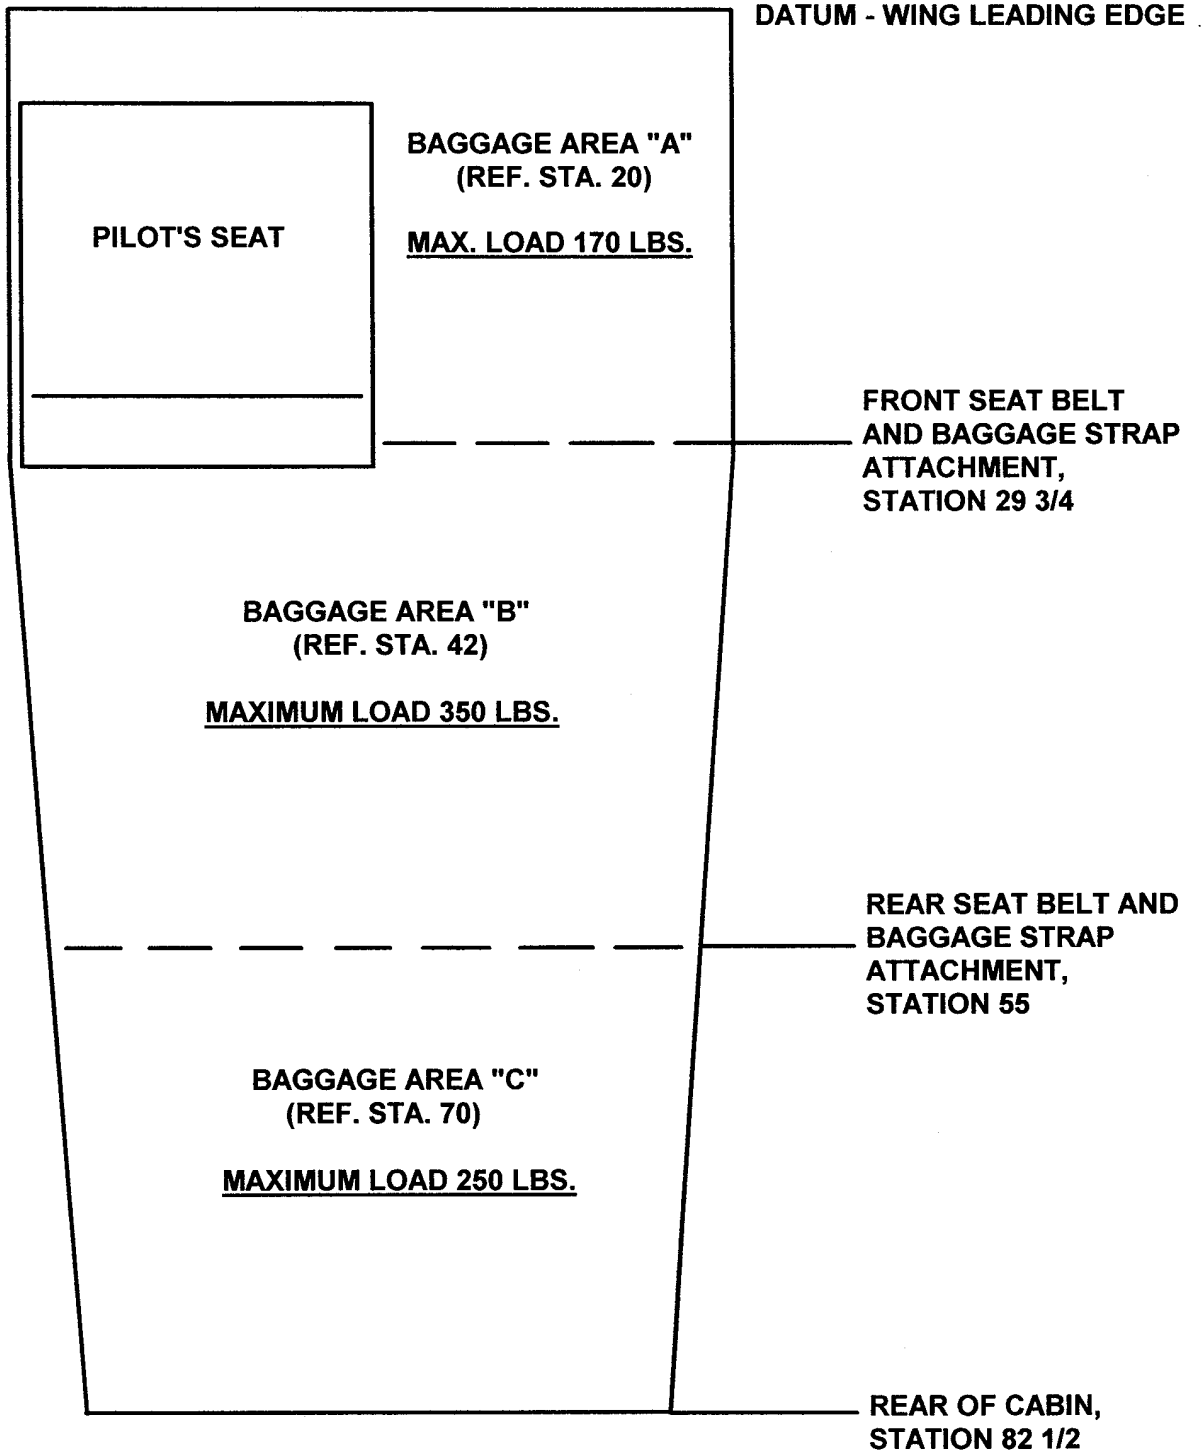 DATUM - WING LEADING EDGE
BAGGAGE AREA "A"
(REF. STA. 20)
MAX. LOAD 170 LBS.
PILOT'S SEAT
FRONT SEAT BELT
AND BAGGAGE STRAP
ATTACHMENT,
STATION 29 3/4
BAGGAGE AREA "B"
(REF. STA. 42)
MAXIMUM LOAD 350 LBS.
REAR SEAT BELT AND
BAGGAGE STRAP
ATTACHMENT,
STATION 55
BAGGAGE AREA "C"
(REF. STA. 70)
MAXIMUM LOAD 250 LBS.
REAR OF CABIN,
STATION 82 1/2